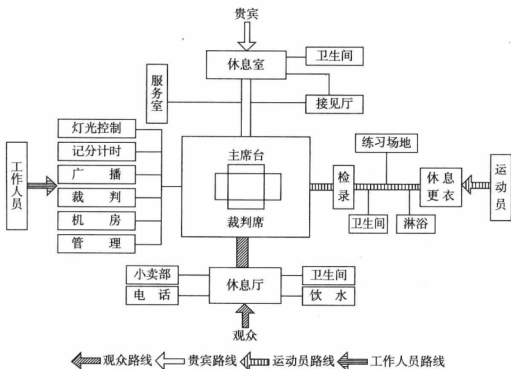 贵宾
休息室
卫生间
服务室
接见厅
灯光控制
记分计时
广播
裁判
机房
管理
工作人员
主席台
裁判席
检录
练习场地
休息更衣
运动员
卫生间
淋浴
小卖部
电话
休息厅
卫生间
饮水
观众
观众路线
贵宾路线
运动员路线
工作人员路线